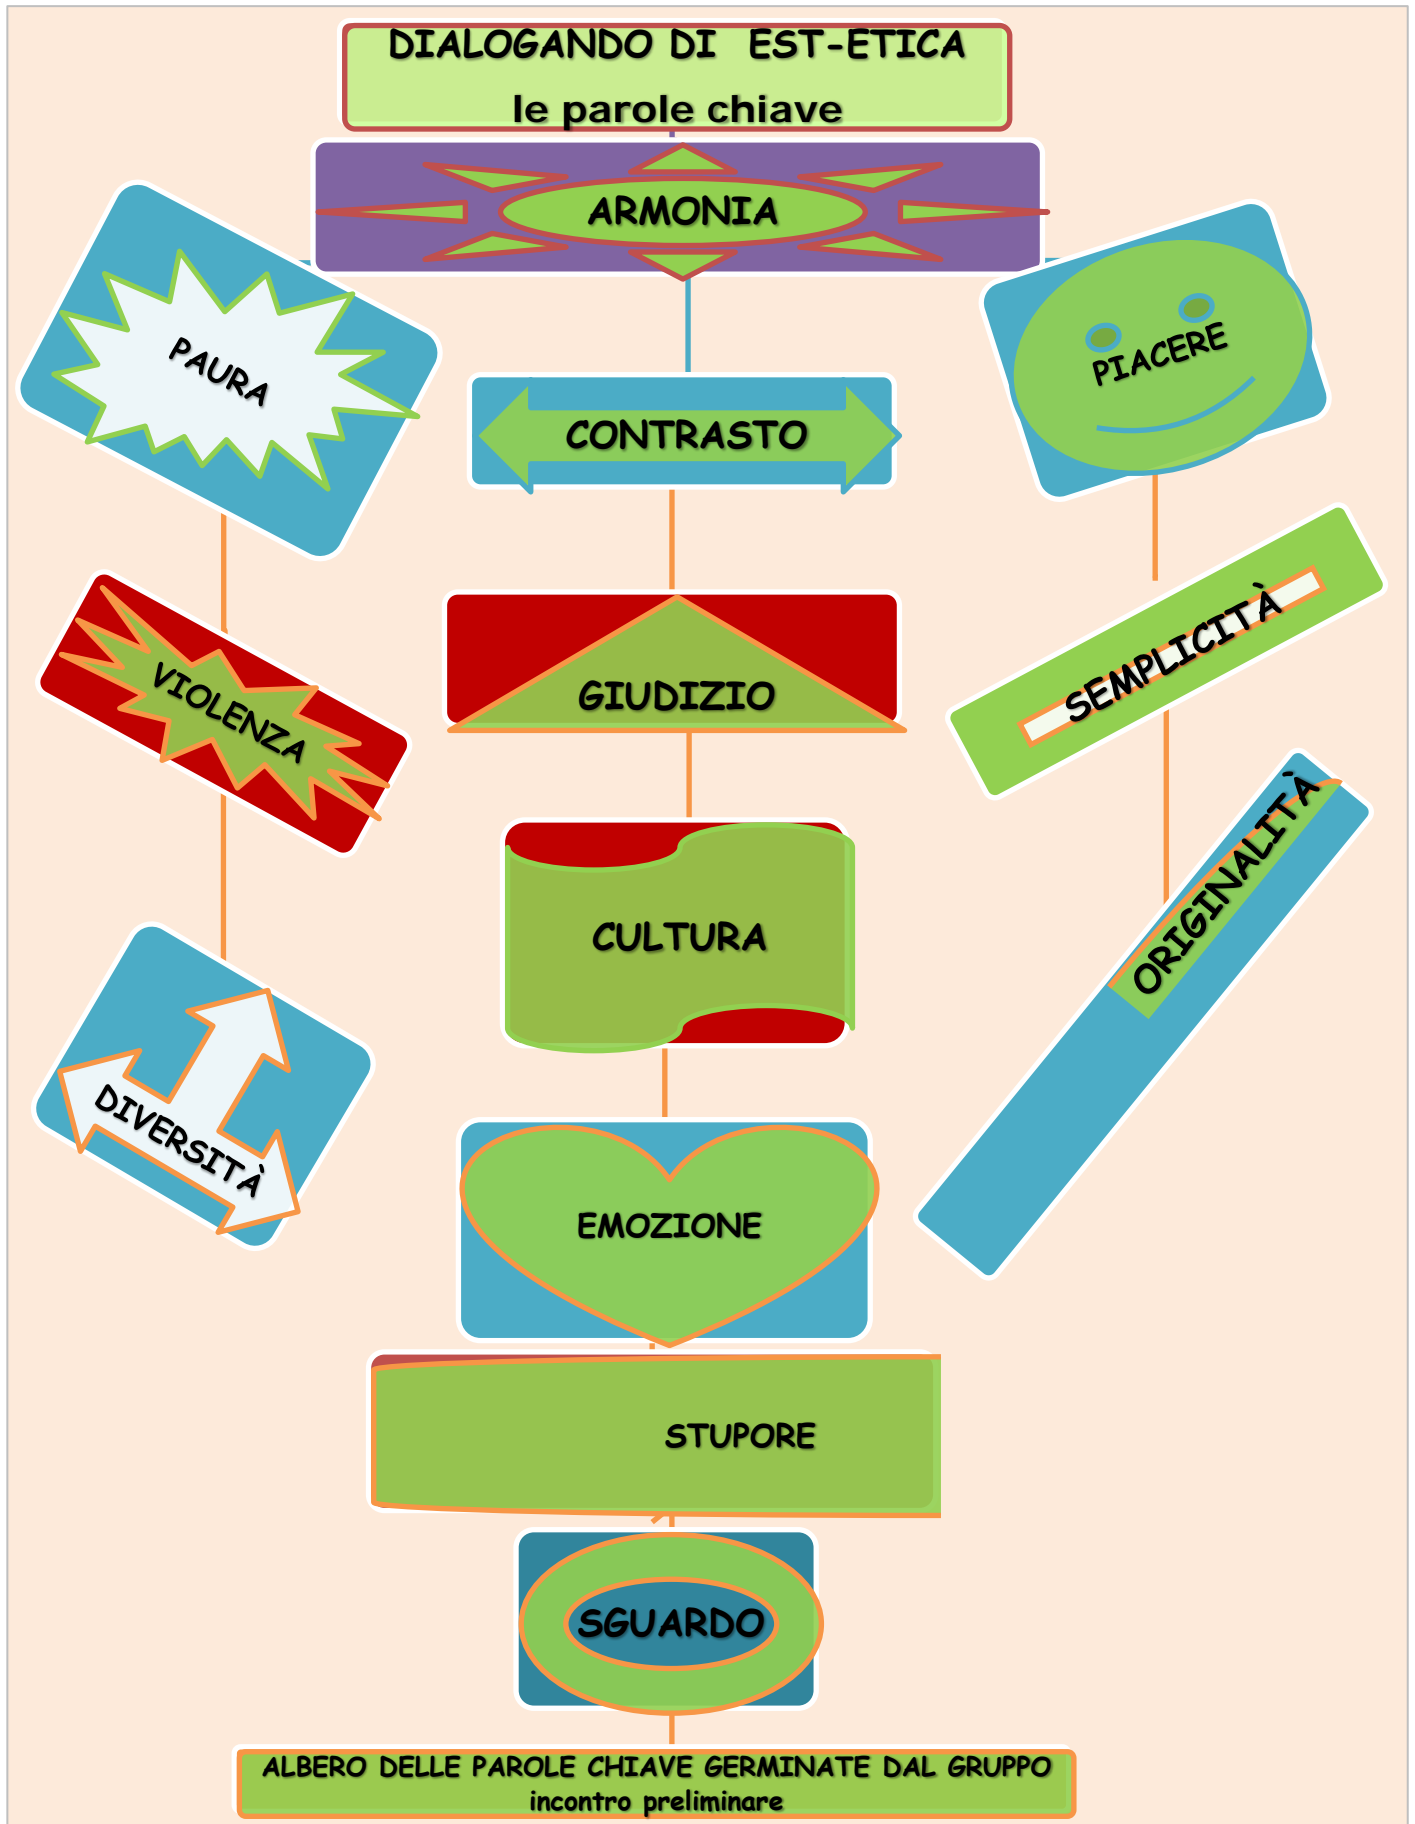 DIALOGANDO DI EST-ETICA
le parole chiave
ARMONIA
PAURA
CONTRASTO
PIACERE
VIOLENZA
GIUDIZIO
SEMPLICITÀ
CULTURA
ORIGINALITÀ
DIVERSITÀ
EMOZIONE
STUPORE
SGUARDO
ALBERO DELLE PAROLE CHIAVE GERMINATE DAL GRUPPO
incontro preliminare